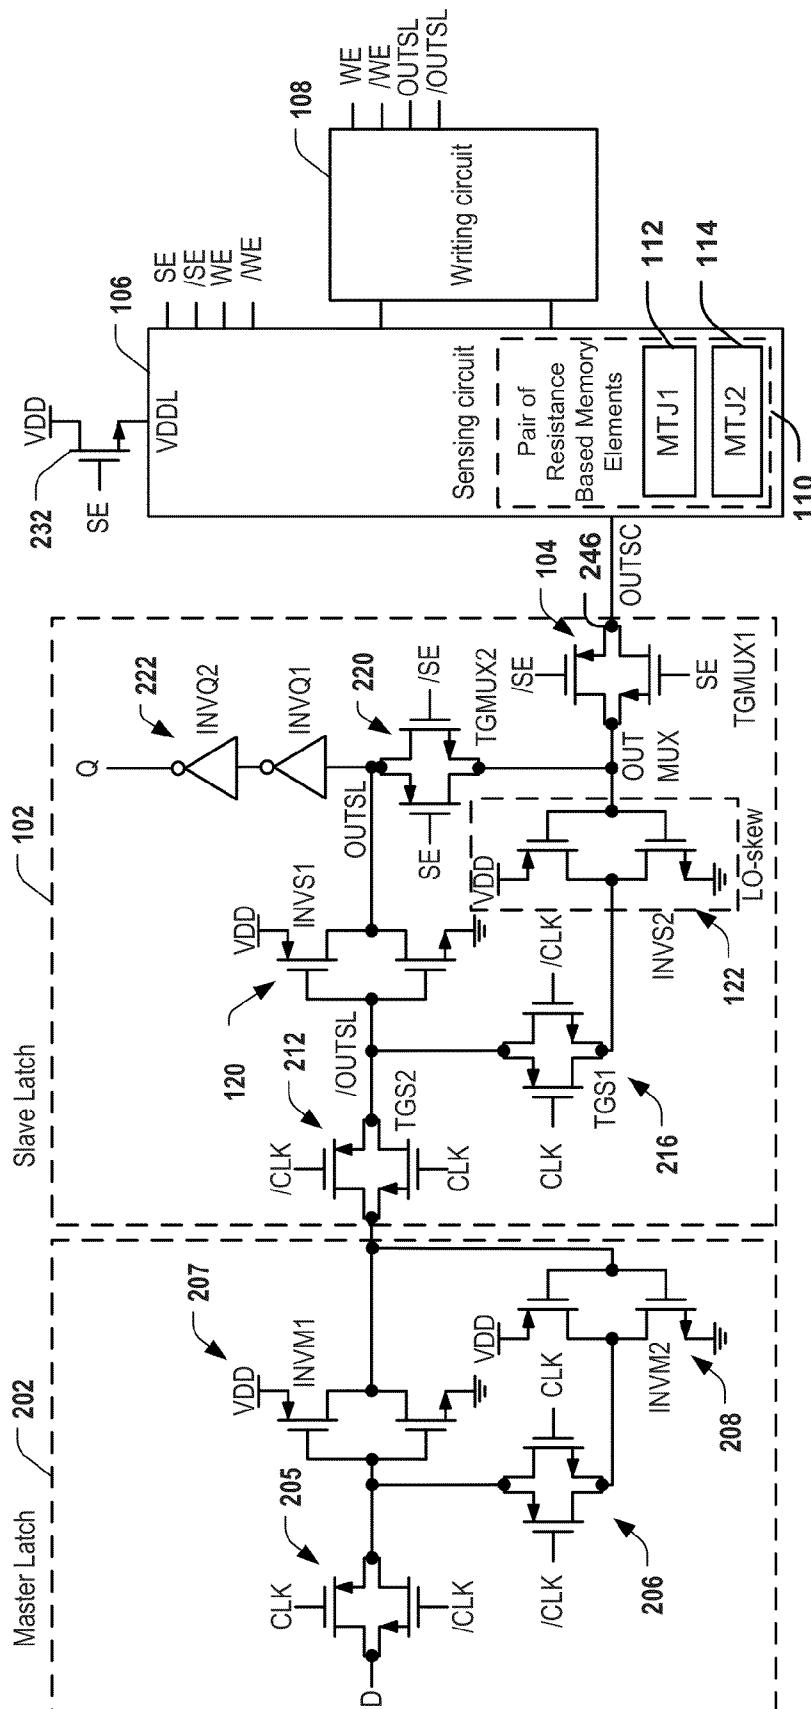 Master Latch
202
Slave Latch
102
D
CLK
205
/CLK
VDD
INVM1
207
/CLK
CLK
206
VDD
INVM2
208
/CLK
212
TGS2
CLK
/OUTSL
120
VDD
INVS1
OUTSL
Q
222
INVQ2
INVQ1
220
/SE
TGMUX2
SE
CLK
/CLK
TGS1
216
VDD
INVS2
LO-skew
122
OUT
MUX
/SE
104
246
SE
TGMUX1
OUTSC
VDD
232
SE
VDDL
106
SE
/SE
WE
/WE
Sensing circuit
Pair of
Resistance
Based Memory
Elements
MTJ1
MTJ2
112
114
110
108
Writing circuit
WE
/WE
OUTSL
/OUTSL